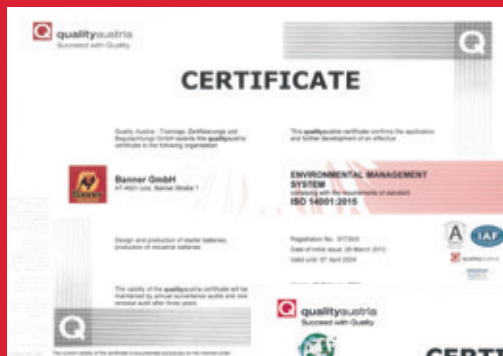 qualityaustria
Succeed with Quality
CERTIFICATE
Quality Austria - Trainings, Zertifizierungs und
Begutachtungs GmbH awards this qualityaustria
certificate to the following organisation
This qualityaustria certificate confirms the application
and further development of an effective
Banner GmbH
AT-4021 Linz, Banner Straße 1
ENVIRONMENTAL MANAGEMENT
SYSTEM
complying with the requirements of standard
ISO 14001:2015
Design and production of starter batteries,
production of industrial batteries
Registration No.:
Date of initial issue: 29 March 2012
Valid until: 07 April 2024
IAF
qualityaustria
The validity of the qualityaustria certificate will be
maintained by annual surveillance audits and one
renewal audit after three years.
qualityaustria
Succeed with Quality